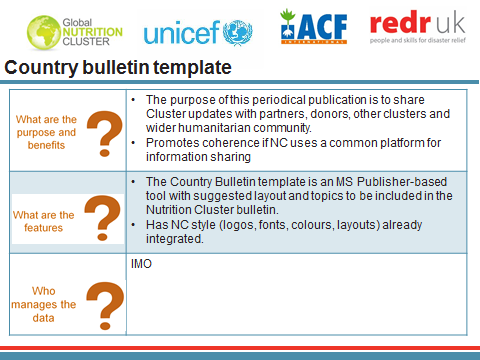 Global
NUTRITION
CLUSTER
unicef
ACF
INTERNATIONAL
redr uk
people and skills for disaster relief
Country bulletin template
What are the
purpose and
benefits
?
• The purpose of this periodical publication is to share
Cluster updates with partners, donors, other clusters and
wider humanitarian community.
• Promotes coherence if NC uses a common platform for
information sharing
What are the
features
?
• The Country Bulletin template is an MS Publisher-based
tool with suggested layout and topics to be included in the
Nutrition Cluster bulletin.
• Has NC style (logos, fonts, colours, layouts) already
integrated.
Who
manages the
data
?
IMO